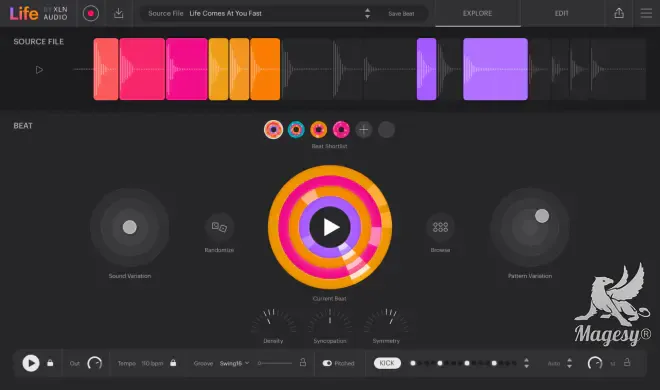 Life BY XLN AUDIO
Source File Life Comes At You Fast
Save Beat
EXPLORE
EDIT
SOURCE FILE
BEAT
Beat Shortlist
Sound Variation
Randomize
Browse
Pattern Variation
Current Beat
Density
Syncopation
Symmetry
Magesy®
Out
Tempo 110 bpm
Groove Swing16
Pitched
KICK
Auto